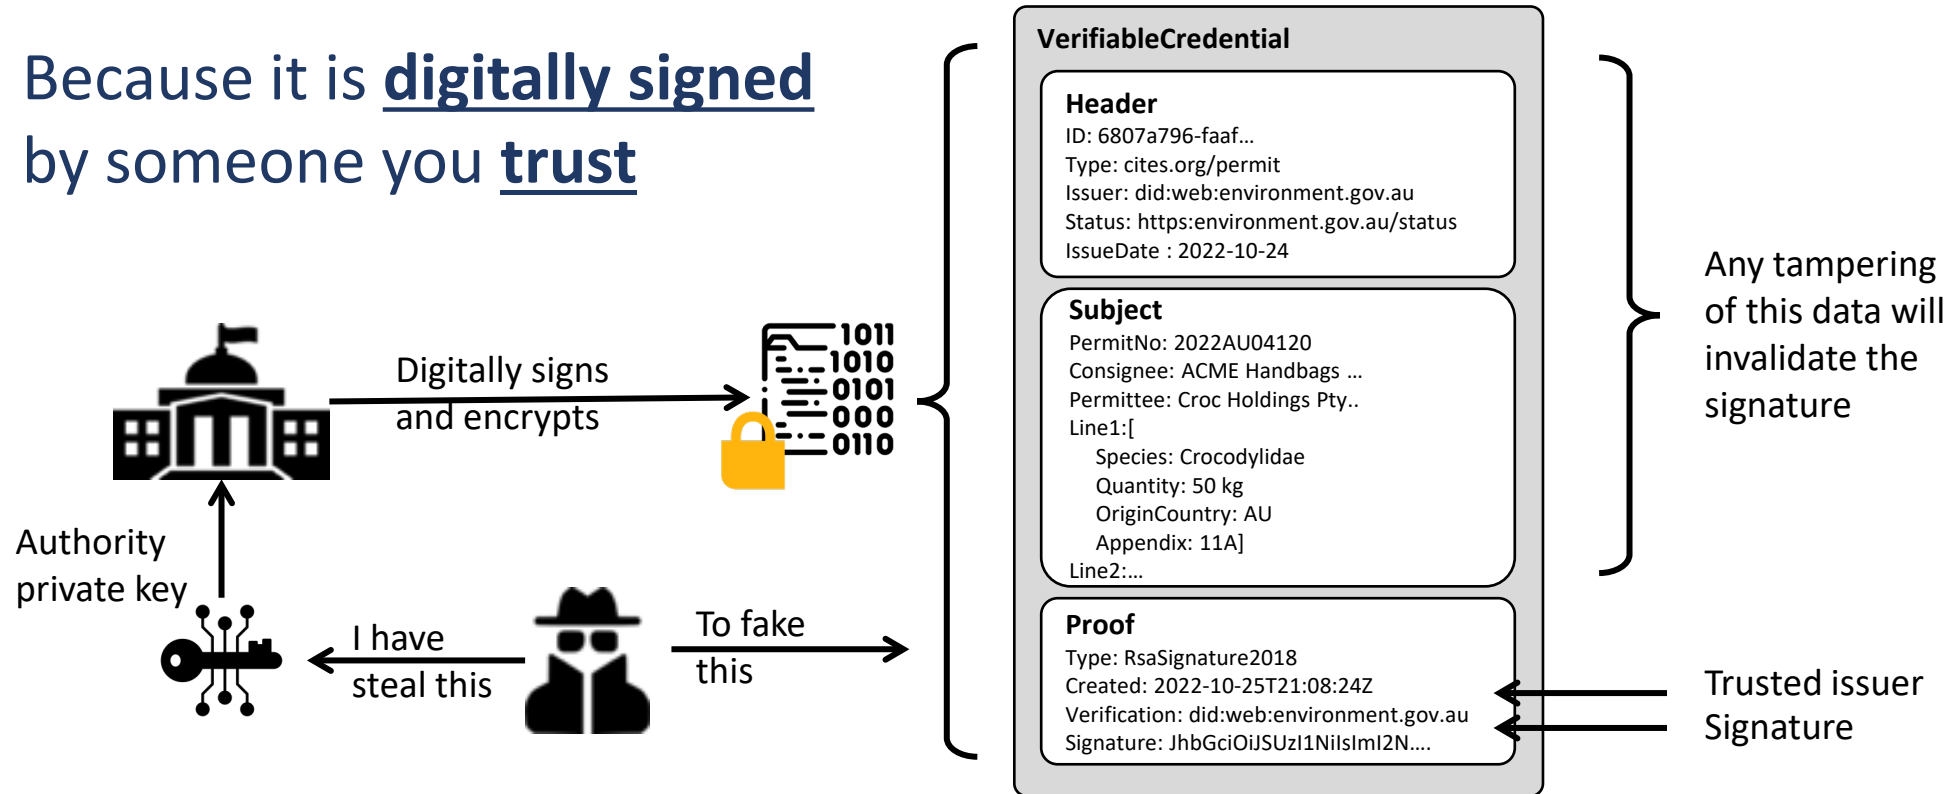 Because it is digitally signed
by someone you trust
Digitally signs
and encrypts
1011
1010
0101
000
0110
Authority
private key
I have
steal this
To fake
this
VerifiableCredential
Header
ID: 6807a796-faaf…
Type: cites.org/permit
Issuer: did:web:environment.gov.au
Status: https:environment.gov.au/status
IssueDate : 2022-10-24
Subject
PermitNo: 2022AU04120
Consignee: ACME Handbags …
Permittee: Croc Holdings Pty..
Line1:[
Species: Crocodylidae
Quantity: 50 kg
OriginCountry: AU
Appendix: 11A]
Line2:…
Proof
Type: RsaSignature2018
Created: 2022-10-25T21:08:24Z
Verification: did:web:environment.gov.au
Signature: JhbGciOiJSUzI1NiIsImI2N….
Any tampering
of this data will
invalidate the
signature
Trusted issuer
Signature